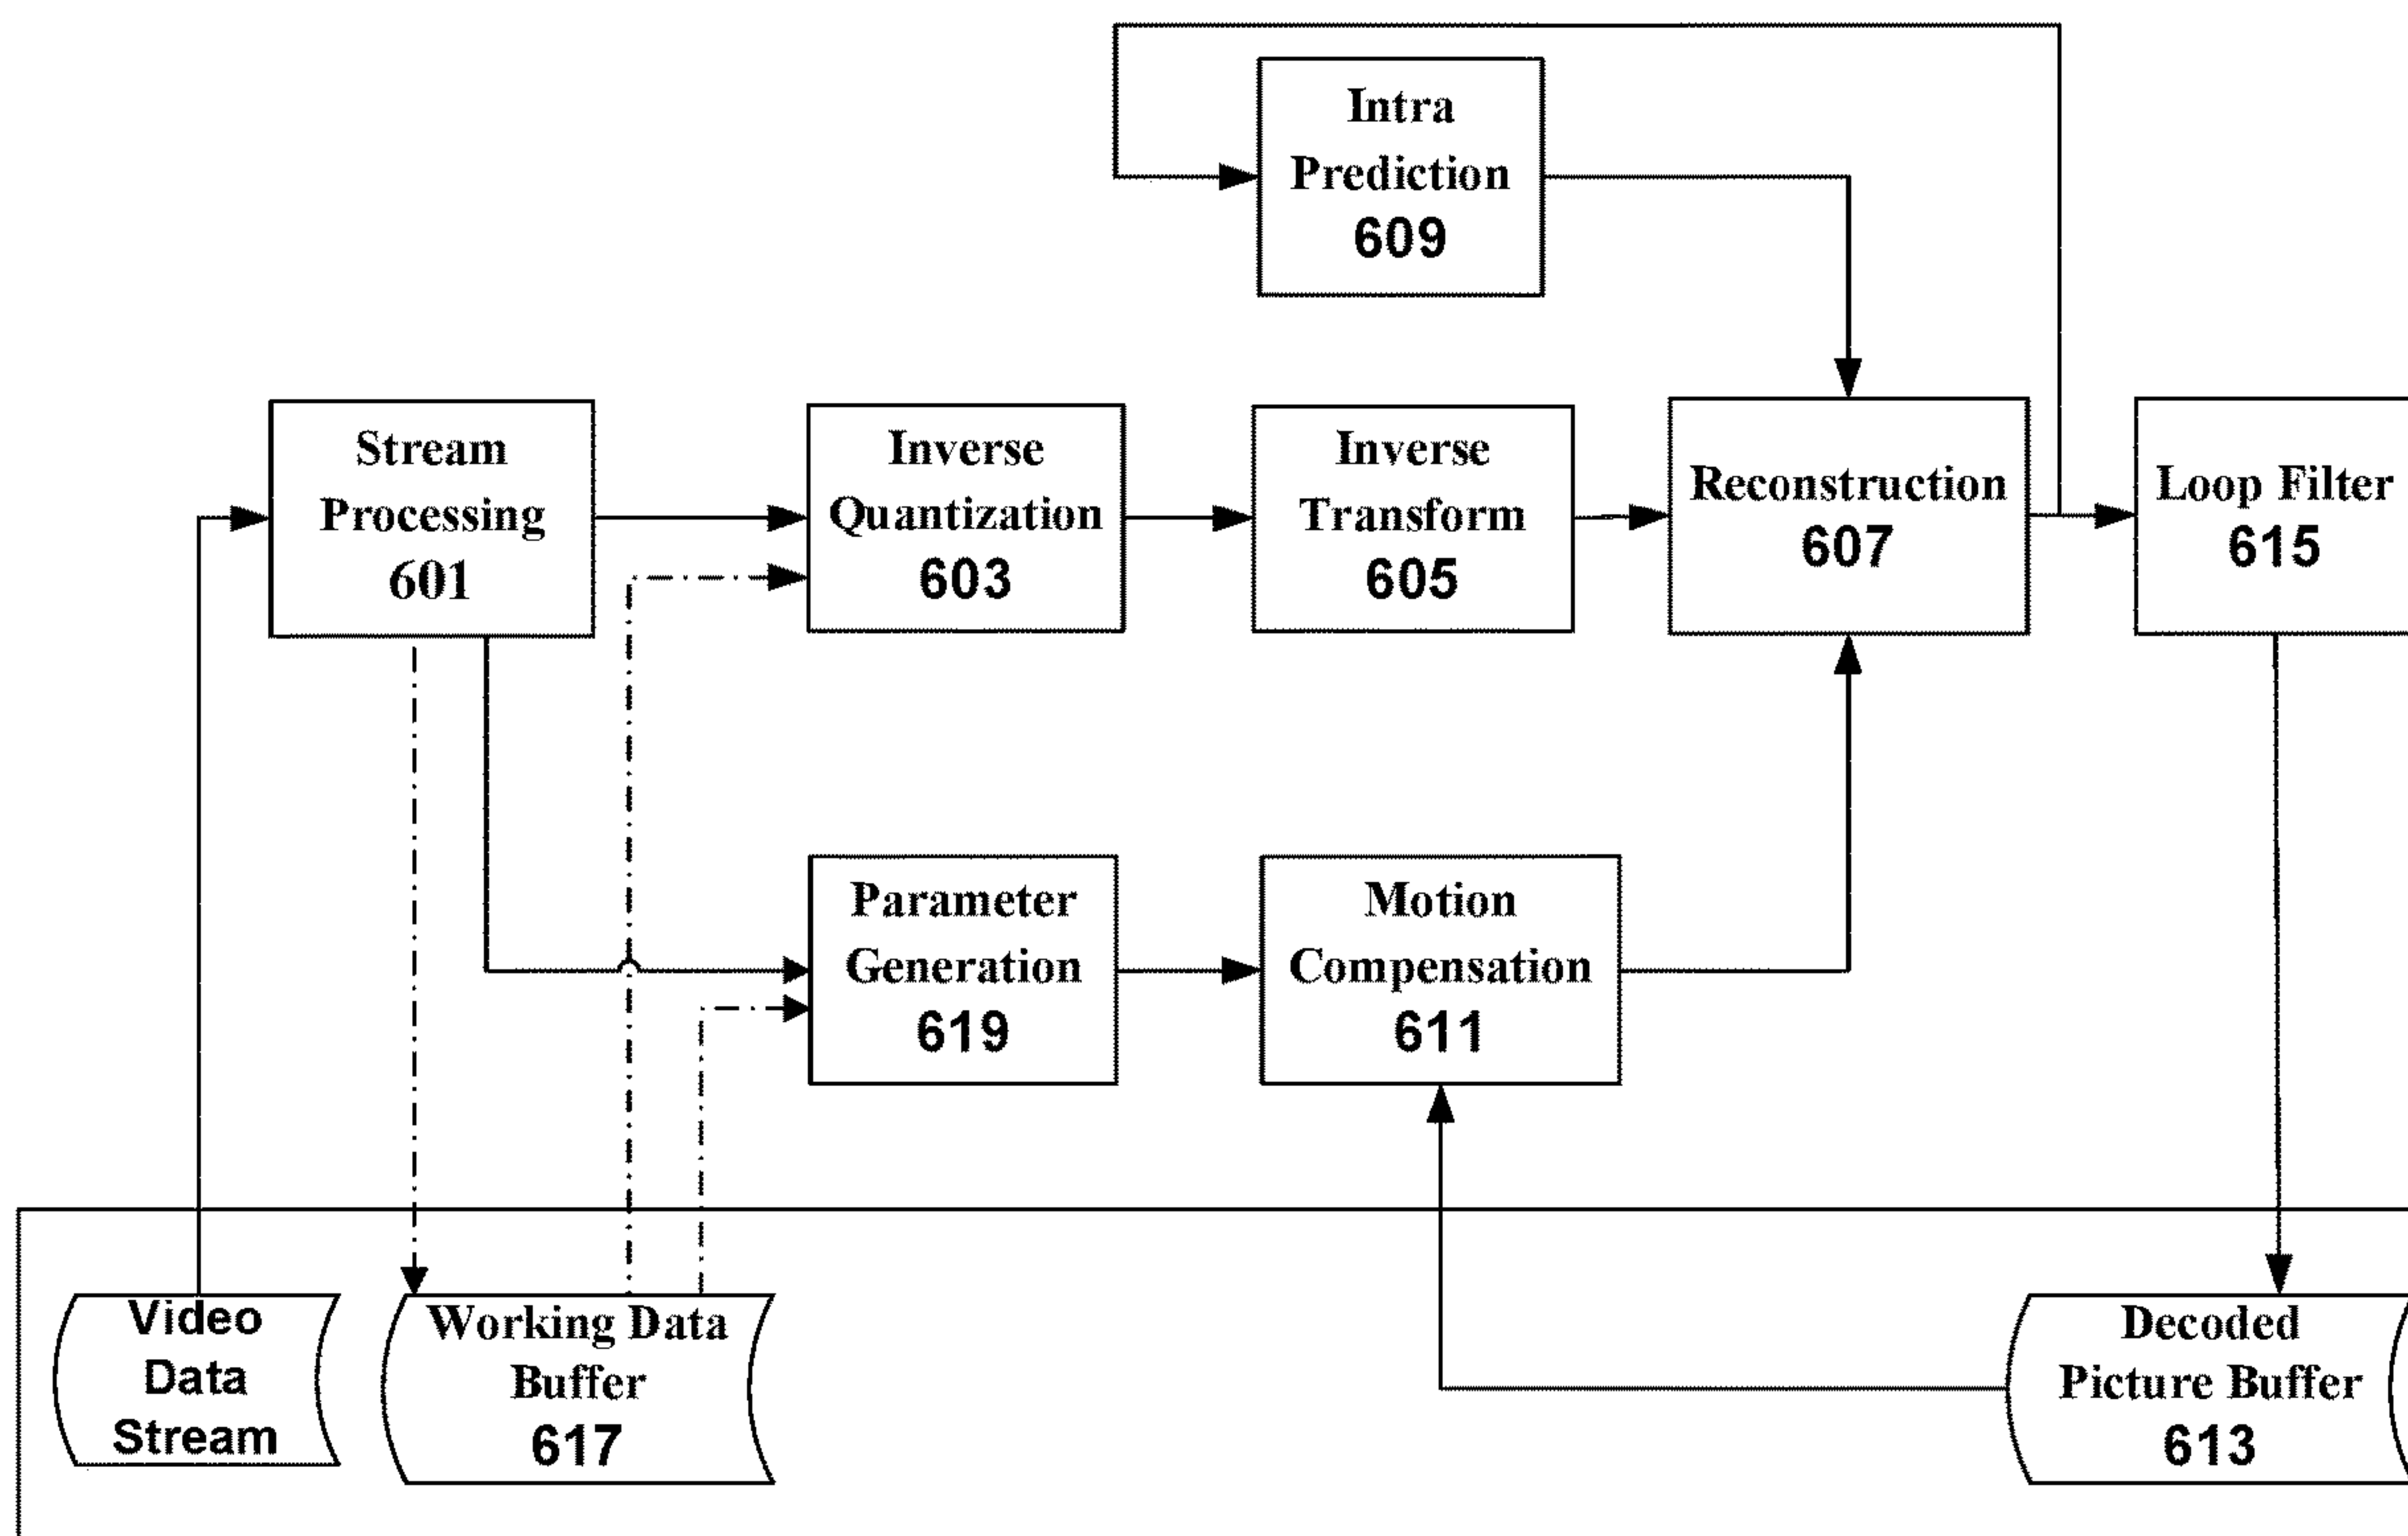 Intra
Prediction
609
Stream
Processing
601
Inverse
Quantization
603
Inverse
Transform
605
Reconstruction
607
Loop Filter
615
Parameter
Generation
619
Motion
Compensation
611
Video
Data
Stream
Working Data
Buffer
617
Decoded
Picture Buffer
613